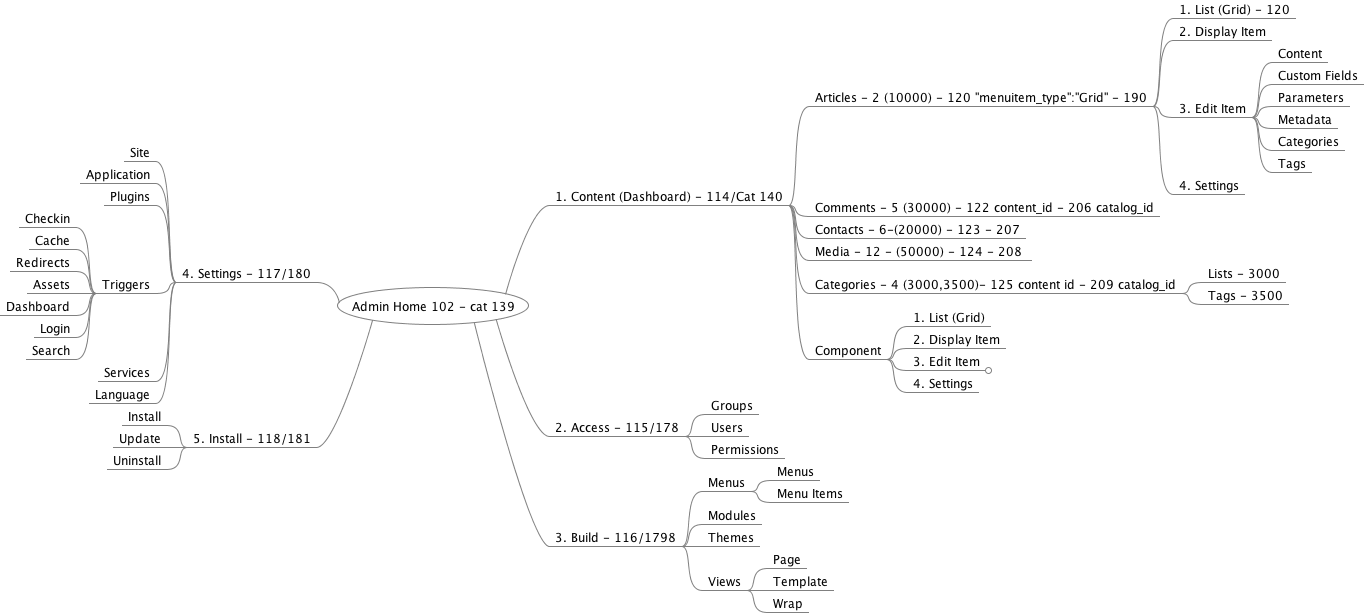 Admin Home 102 – cat 139
1. Content (Dashboard) – 114/Cat 140
Articles – 2 (10000) – 120 "menuitem_type":"Grid" – 190
1. List (Grid) – 120
2. Display Item
3. Edit Item
Content
Custom Fields
Parameters
Metadata
Categories
Tags
4. Settings
Comments – 5 (30000) – 122 content_id – 206 catalog_id
Contacts – 6–(20000) – 123 – 207
Media – 12 – (50000) – 124 – 208
Categories – 4 (3000,3500)– 125 content id – 209 catalog_id
Lists – 3000
Tags – 3500
Component
1. List (Grid)
2. Display Item
3. Edit Item
4. Settings
2. Access – 115/178
Groups
Users
Permissions
3. Build – 116/1798
Menus
Menus
Menu Items
Modules
Themes
Views
Page
Template
Wrap
4. Settings – 117/180
Site
Application
Plugins
Triggers
Checkin
Cache
Redirects
Assets
Dashboard
Login
Search
Services
Language
5. Install – 118/181
Install
Update
Uninstall